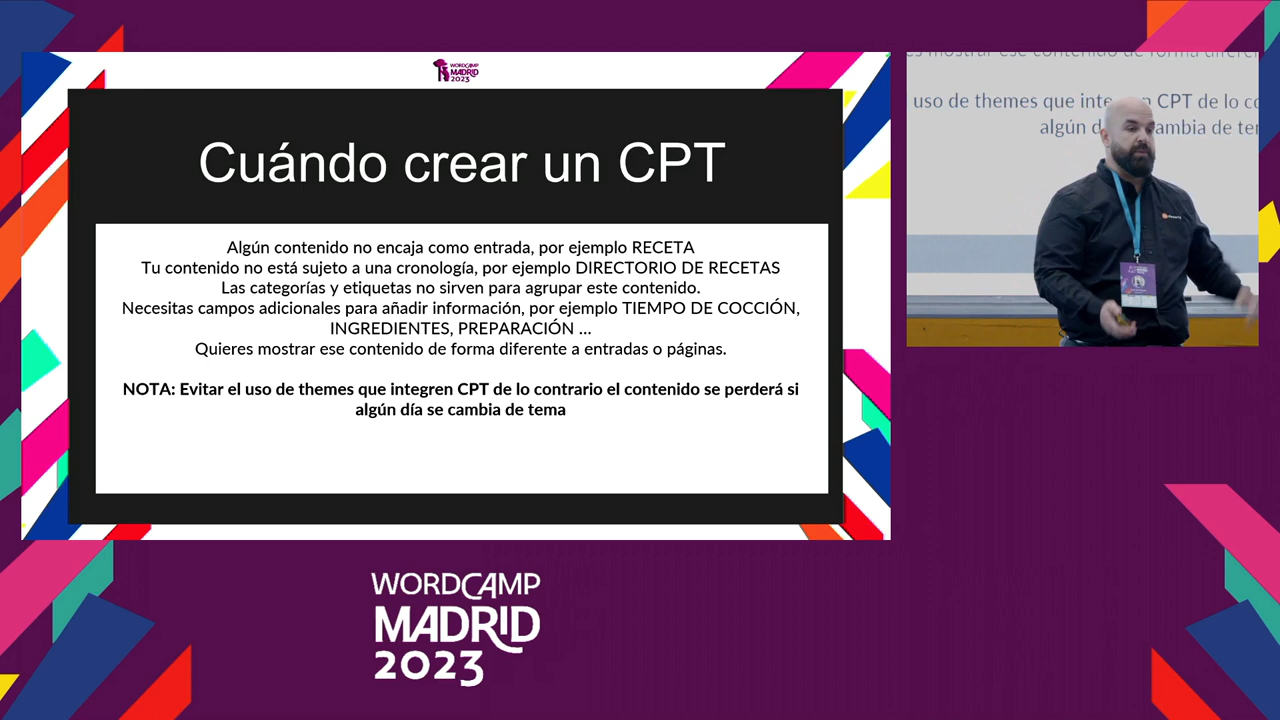 WORDCAMP
MADRID
2023
Cuándo crear un CPT
Algún contenido no encaja como entrada, por ejemplo RECETA
Tu contenido no está sujeto a una cronología, por ejemplo DIRECTORIO DE RECETAS
Las categorías y etiquetas no sirven para agrupar este contenido.
Necesitas campos adicionales para añadir información, por ejemplo TIEMPO DE COCCIÓN,
INGREDIENTES, PREPARACIÓN ...
Quieres mostrar ese contenido de forma diferente a entradas o páginas.
NOTA: Evitar el uso de themes que integren CPT de lo contrario el contenido se perderá si
algún día se cambia de tema
mostrar ese contenido de forma
uso de themes que CPT de lo
algún cambia de
WORDCAMP
MADRID
2023